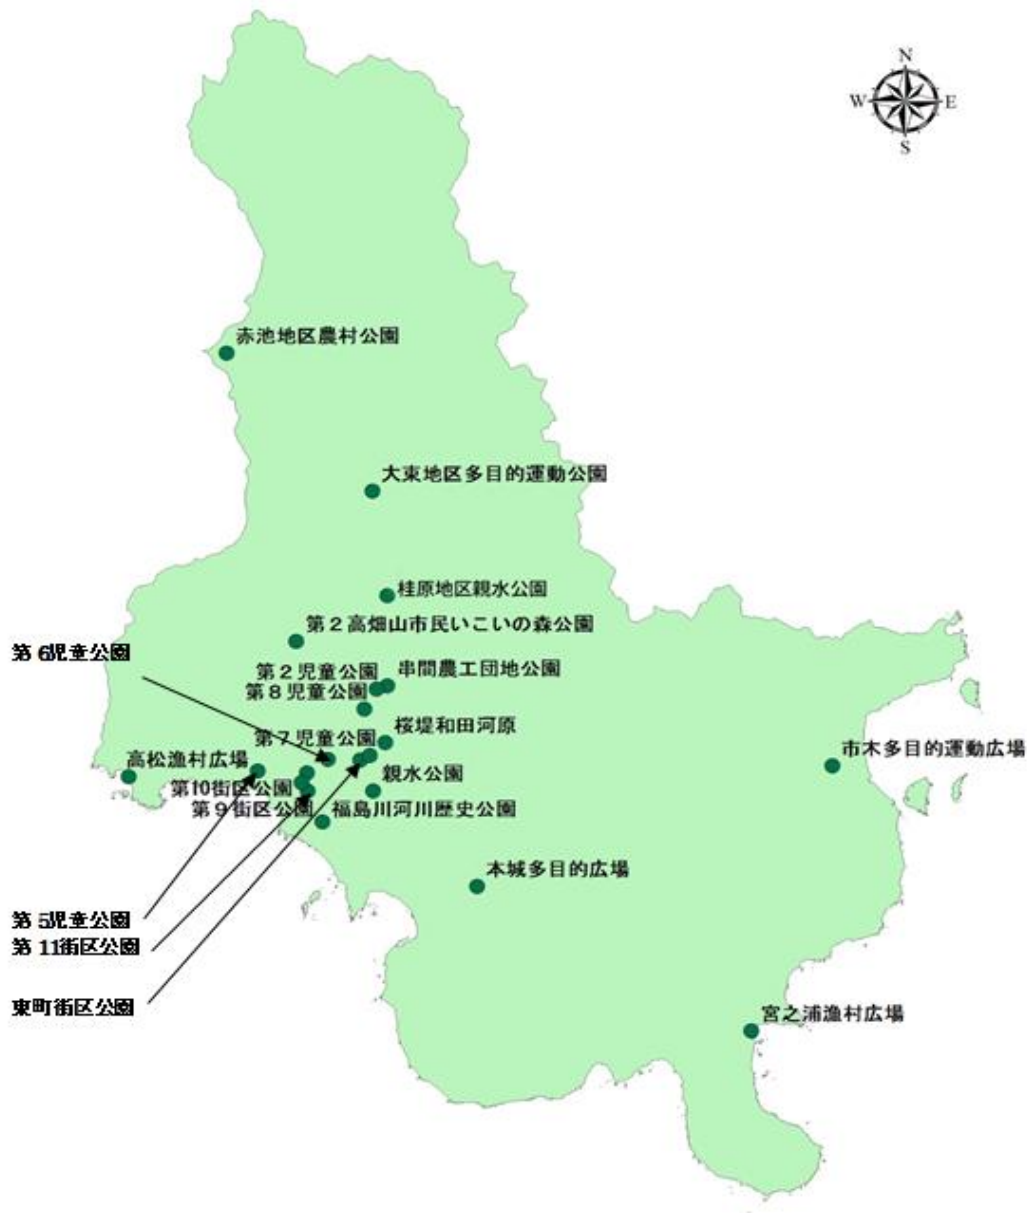 N
W E
S
赤池地区農村公園
大束地区多目的運動公園
桂原地区親水公園
第２高畑山市民いこいの森公園
第 6児童公園
第２児童公園
串間農工団地公園
第８児童公園
桜堤和田河原
第７児童公園
市木多目的運動広場
高松漁村広場
親水公園
第10街区公園
第９街区公園
福島川河川歴史公園
本城多目的広場
第 5児童公園
第 11街区公園
東町街区公園
宮之浦漁村広場